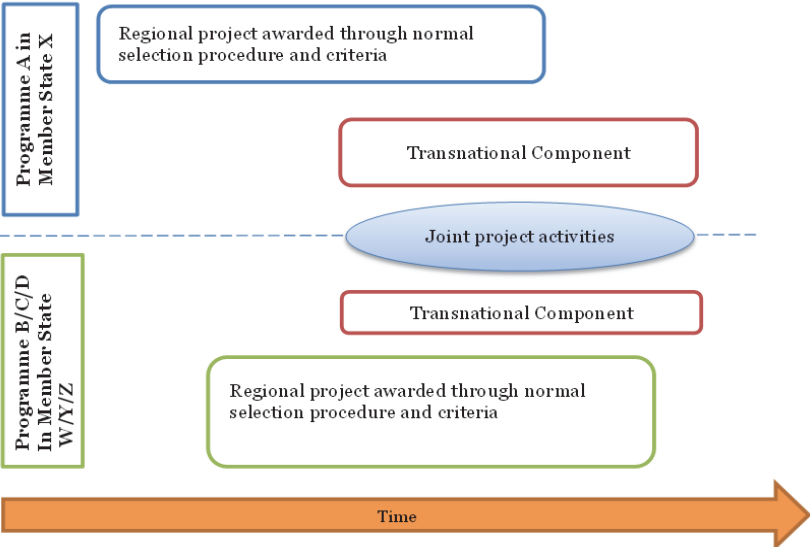 Programme A in
Member State X
Regional project awarded through normal
selection procedure and criteria
Transnational Component
Joint project activities
Programme B/C/D
In Member State
W/Y/Z
Transnational Component
Regional project awarded through normal
selection procedure and criteria
Time